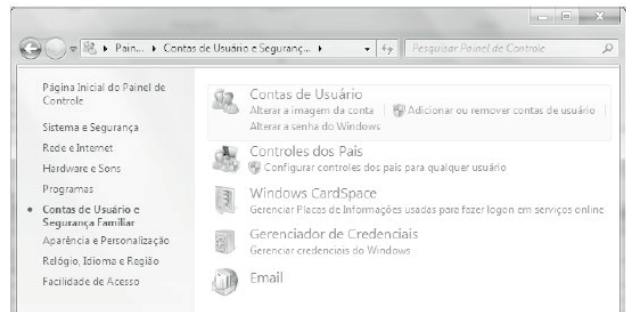 Pain... Contas de Usuário e Seguranç... Pesquisar Painel de Controle
Página Inicial do Painel de
Controle
Sistema e Segurança
Rede e Internet
Hardware e Sons
Programas
Contas de Usuário e
Segurança Familiar
Aparência e Personalização
Relógio, Idioma e Região
Facilidade de Acesso
Contas de Usuário
Alterar a imagem da conta Adicionar ou remover contas de usuário
Alterar a senha do Windows
Controles dos Pais
Configurar controles dos pais para qualquer usuário
Windows CardSpace
Gerenciar Placas de Informações usadas para fazer logon em serviços online
Gerenciador de Credenciais
Gerenciar credenciais do Windows
Email